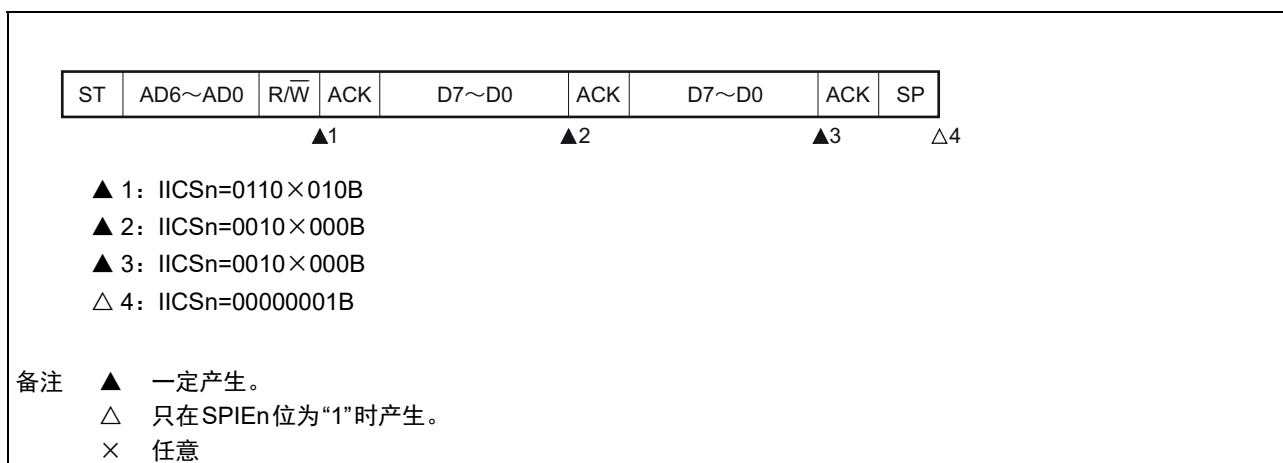 ST AD6～AD0 R/W̅ ACK D7～D0 ACK D7～D0 ACK SP
▲1 ▲2 ▲3 △4
▲ 1：IICSn=0110×010B
▲ 2：IICSn=0010×000B
▲ 3：IICSn=0010×000B
△ 4：IICSn=00000001B
备注 ▲ 一定产生。
△ 只在SPIEn位为“1”时产生。
× 任意